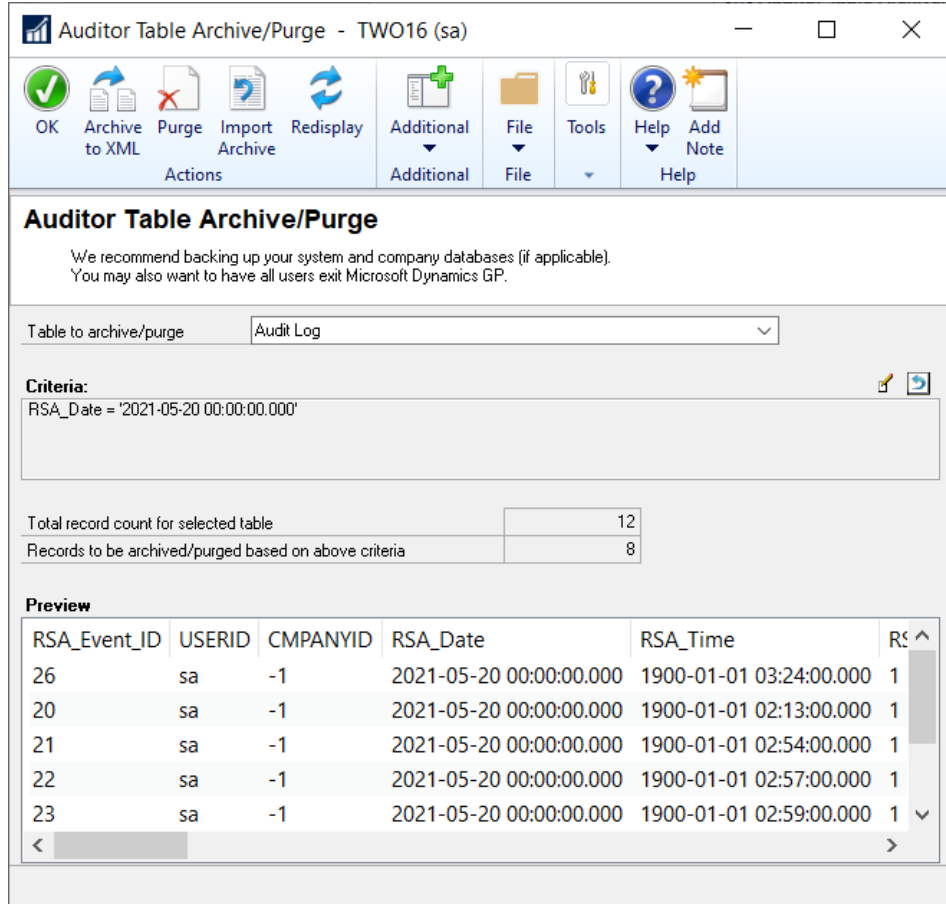 Auditor Table Archive/Purge - TWO16 (sa)
OK Archive to XML Purge Import Archive Redisplay Additional File Tools Help Add Note
Actions Additional File Help
Auditor Table Archive/Purge
We recommend backing up your system and company databases (if applicable).
You may also want to have all users exit Microsoft Dynamics GP.
Table to archive/purge Audit Log
Criteria:
RSA_Date = '2021-05-20 00:00:00.000'
Total record count for selected table 12
Records to be archived/purged based on above criteria 8
Preview
RSA_Event_ID USERID CMPANYID RSA_Date RSA_Time
26 sa -1 2021-05-20 00:00:00.000 1900-01-01 03:24:00.000 1
20 sa -1 2021-05-20 00:00:00.000 1900-01-01 02:13:00.000 1
21 sa -1 2021-05-20 00:00:00.000 1900-01-01 02:54:00.000 1
22 sa -1 2021-05-20 00:00:00.000 1900-01-01 02:57:00.000 1
23 sa -1 2021-05-20 00:00:00.000 1900-01-01 02:59:00.000 1